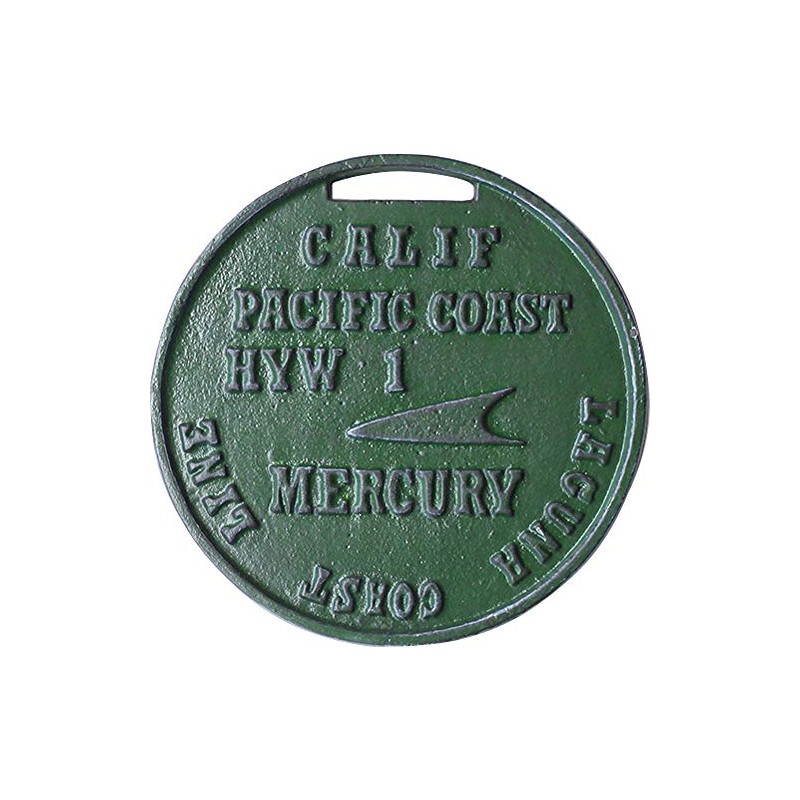 CALIF
PACIFIC COAST
HYW 1
MERCURY
LAGUNA
COAST
LINE